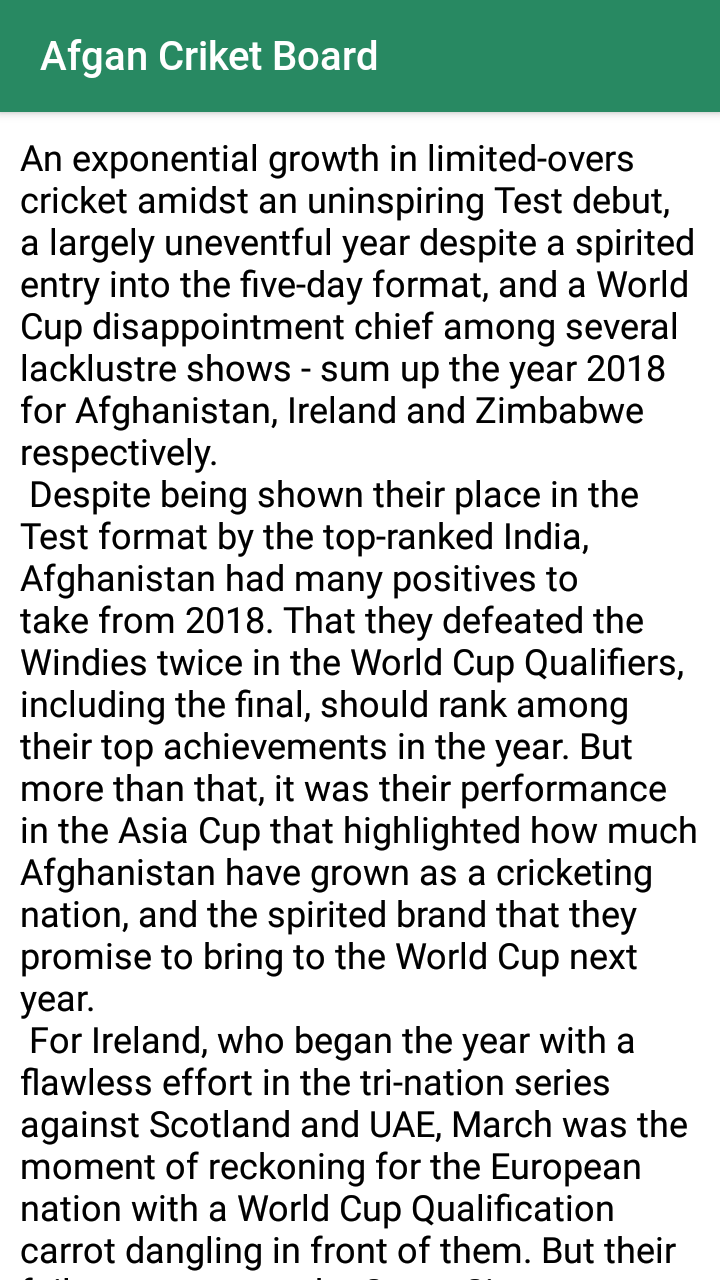 Afgan Criket Board
An exponential growth in limited-overs
cricket amidst an uninspiring Test debut,
a largely uneventful year despite a spirited
entry into the five-day format, and a World
Cup disappointment chief among several
lacklustre shows - sum up the year 2018
for Afghanistan, Ireland and Zimbabwe
respectively.
Despite being shown their place in the
Test format by the top-ranked India,
Afghanistan had many positives to
take from 2018. That they defeated the
Windies twice in the World Cup Qualifiers,
including the final, should rank among
their top achievements in the year. But
more than that, it was their performance
in the Asia Cup that highlighted how much
Afghanistan have grown as a cricketing
nation, and the spirited brand that they
promise to bring to the World Cup next
year.
For Ireland, who began the year with a
flawless effort in the tri-nation series
against Scotland and UAE, March was the
moment of reckoning for the European
nation with a World Cup Qualification
carrot dangling in front of them. But their